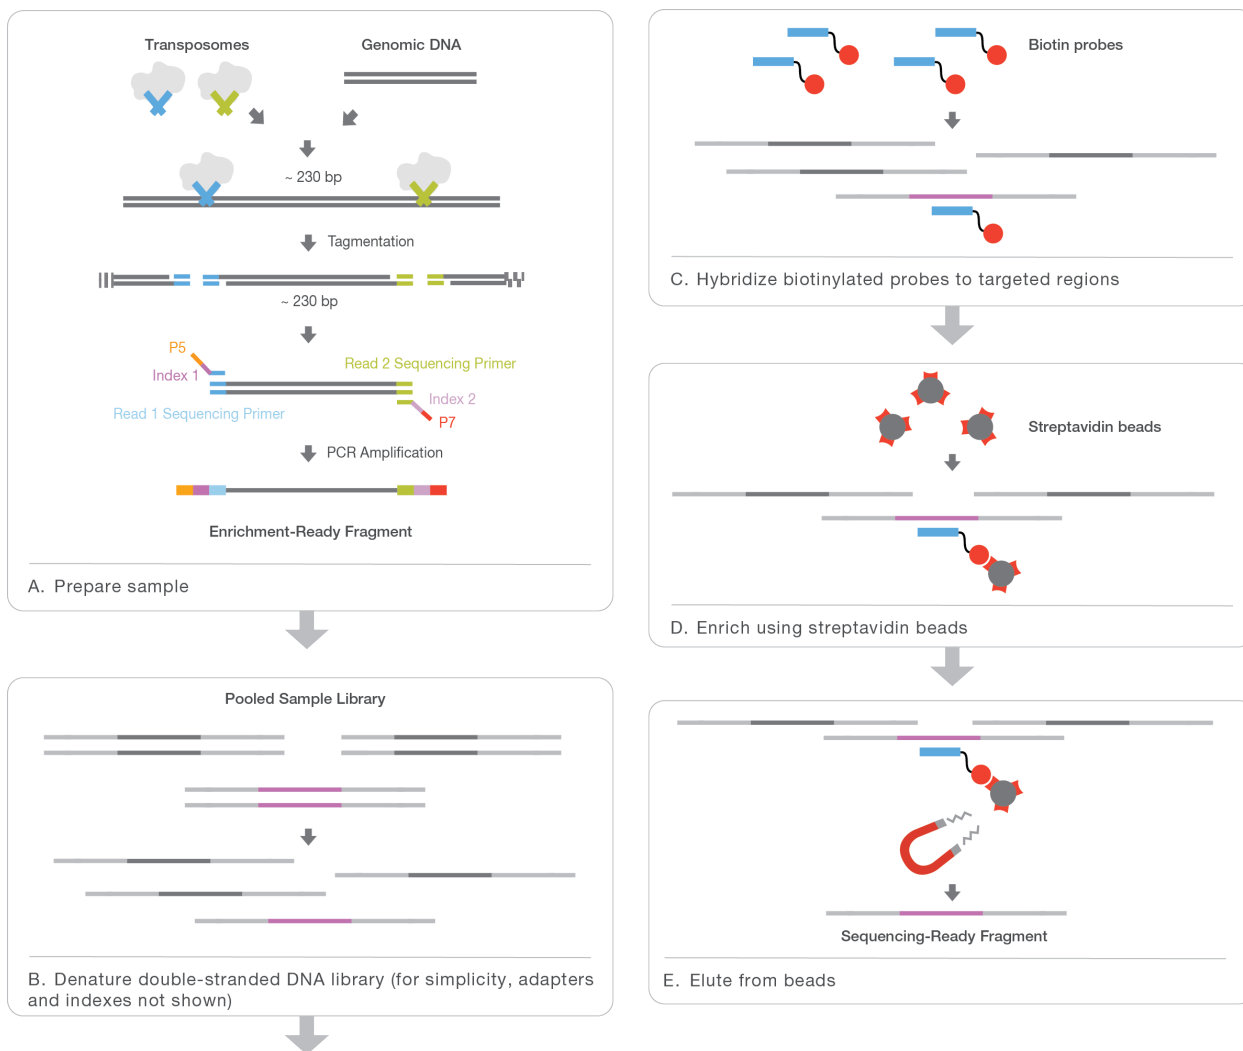 Transposomes
Genomic DNA
~ 230 bp
Tagmentation
~ 230 bp
P5
Read 2 Sequencing Primer
Index 1
Index 2
Read 1 Sequencing Primer
P7
PCR Amplification
Enrichment-Ready Fragment
A. Prepare sample
Pooled Sample Library
B. Denature double-stranded DNA library (for simplicity, adapters
and indexes not shown)
Biotin probes
C. Hybridize biotinylated probes to targeted regions
Streptavidin beads
D. Enrich using streptavidin beads
Sequencing-Ready Fragment
E. Elute from beads